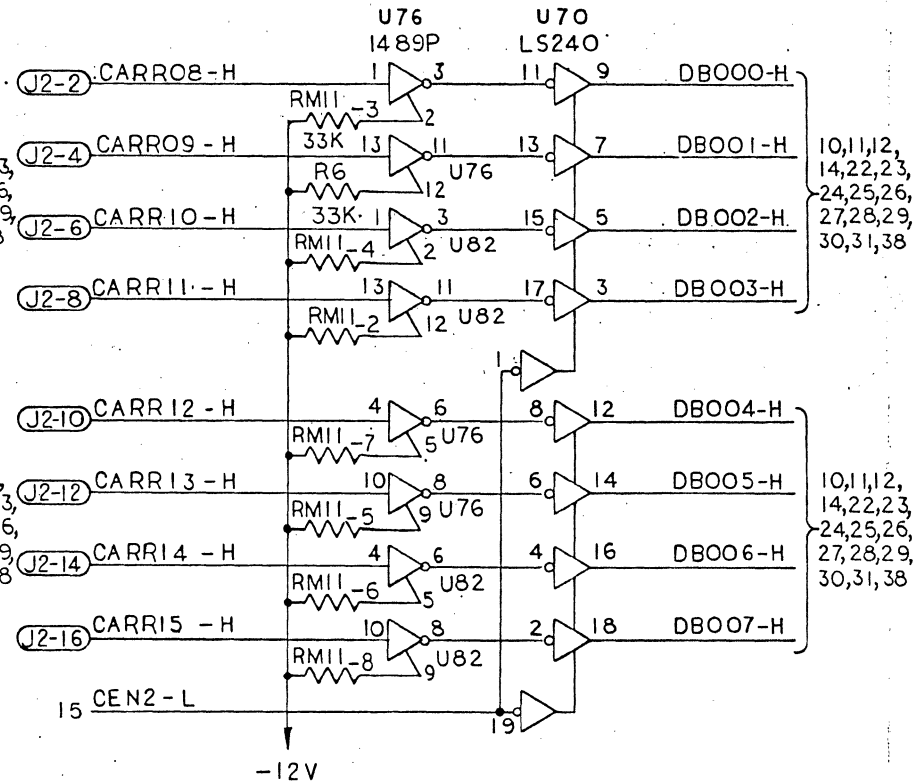 U76 U70
1489P LS240
J2-2 CARR08-H 1 3 11 9 DB000-H
RM11 -3 2
33K
J2-4 CARR09-H 13 11 U76 13 7 DB001-H
R6 12
33K
J2-6 CARR10-H 1 3 U82 15 5 DB002-H
RM11 -4 2
J2-8 CARR11-H 13 11 U82 17 3 DB003-H
RM11 -2 12
10,11,12,
14,22,23,
24,25,26,
27,28,29,
30,31,38
1
J2-10 CARR12-H 4 6 U76 8 12 DB004-H
RM11 -7 5
J2-12 CARR13-H 10 8 U76 6 14 DB005-H
RM11 -5 9
J2-14 CARR14-H 4 6 U82 4 16 DB006-H
RM11 -6 5
J2-16 CARR15-H 10 8 U82 2 18 DB007-H
RM11 -8 9
10,11,12,
14,22,23,
24,25,26,
27,28,29,
30,31,38
15 CEN2-L 19
-12V